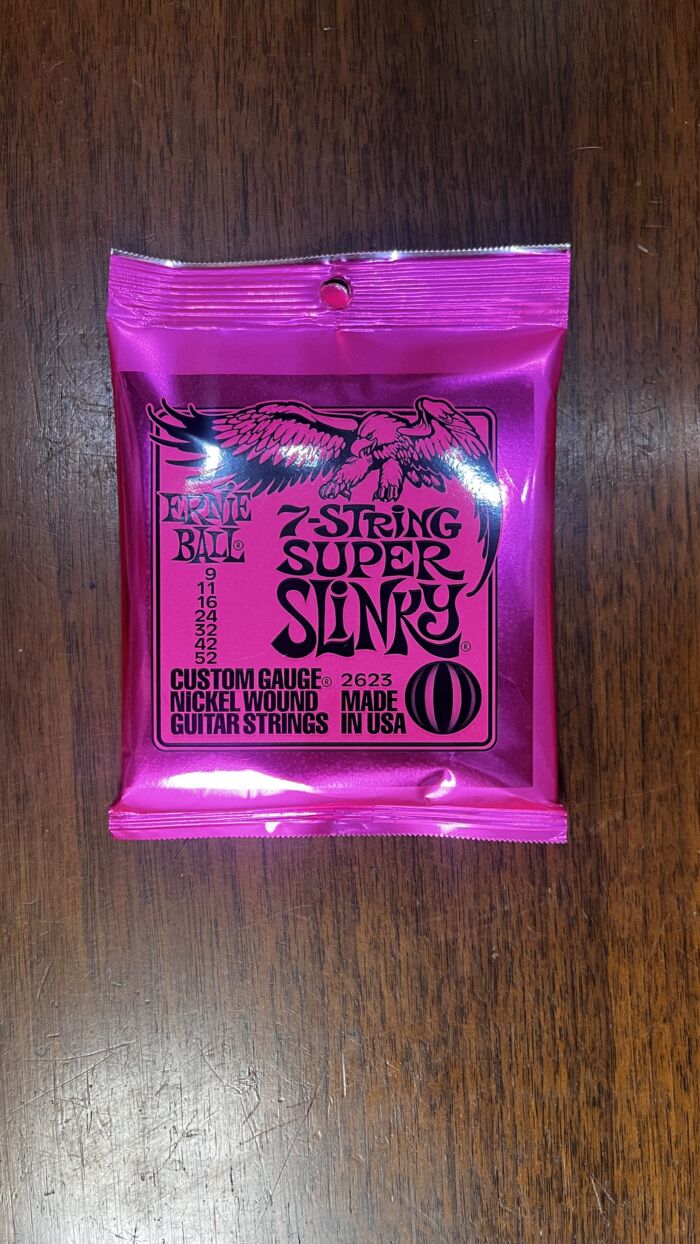 ERNIE
BALL®
7-STRING
SUPER
SLINKY®
9
11
16
24
32
42
52
CUSTOM GAUGE®
NICKEL WOUND
GUITAR STRINGS
2623
MADE
IN USA